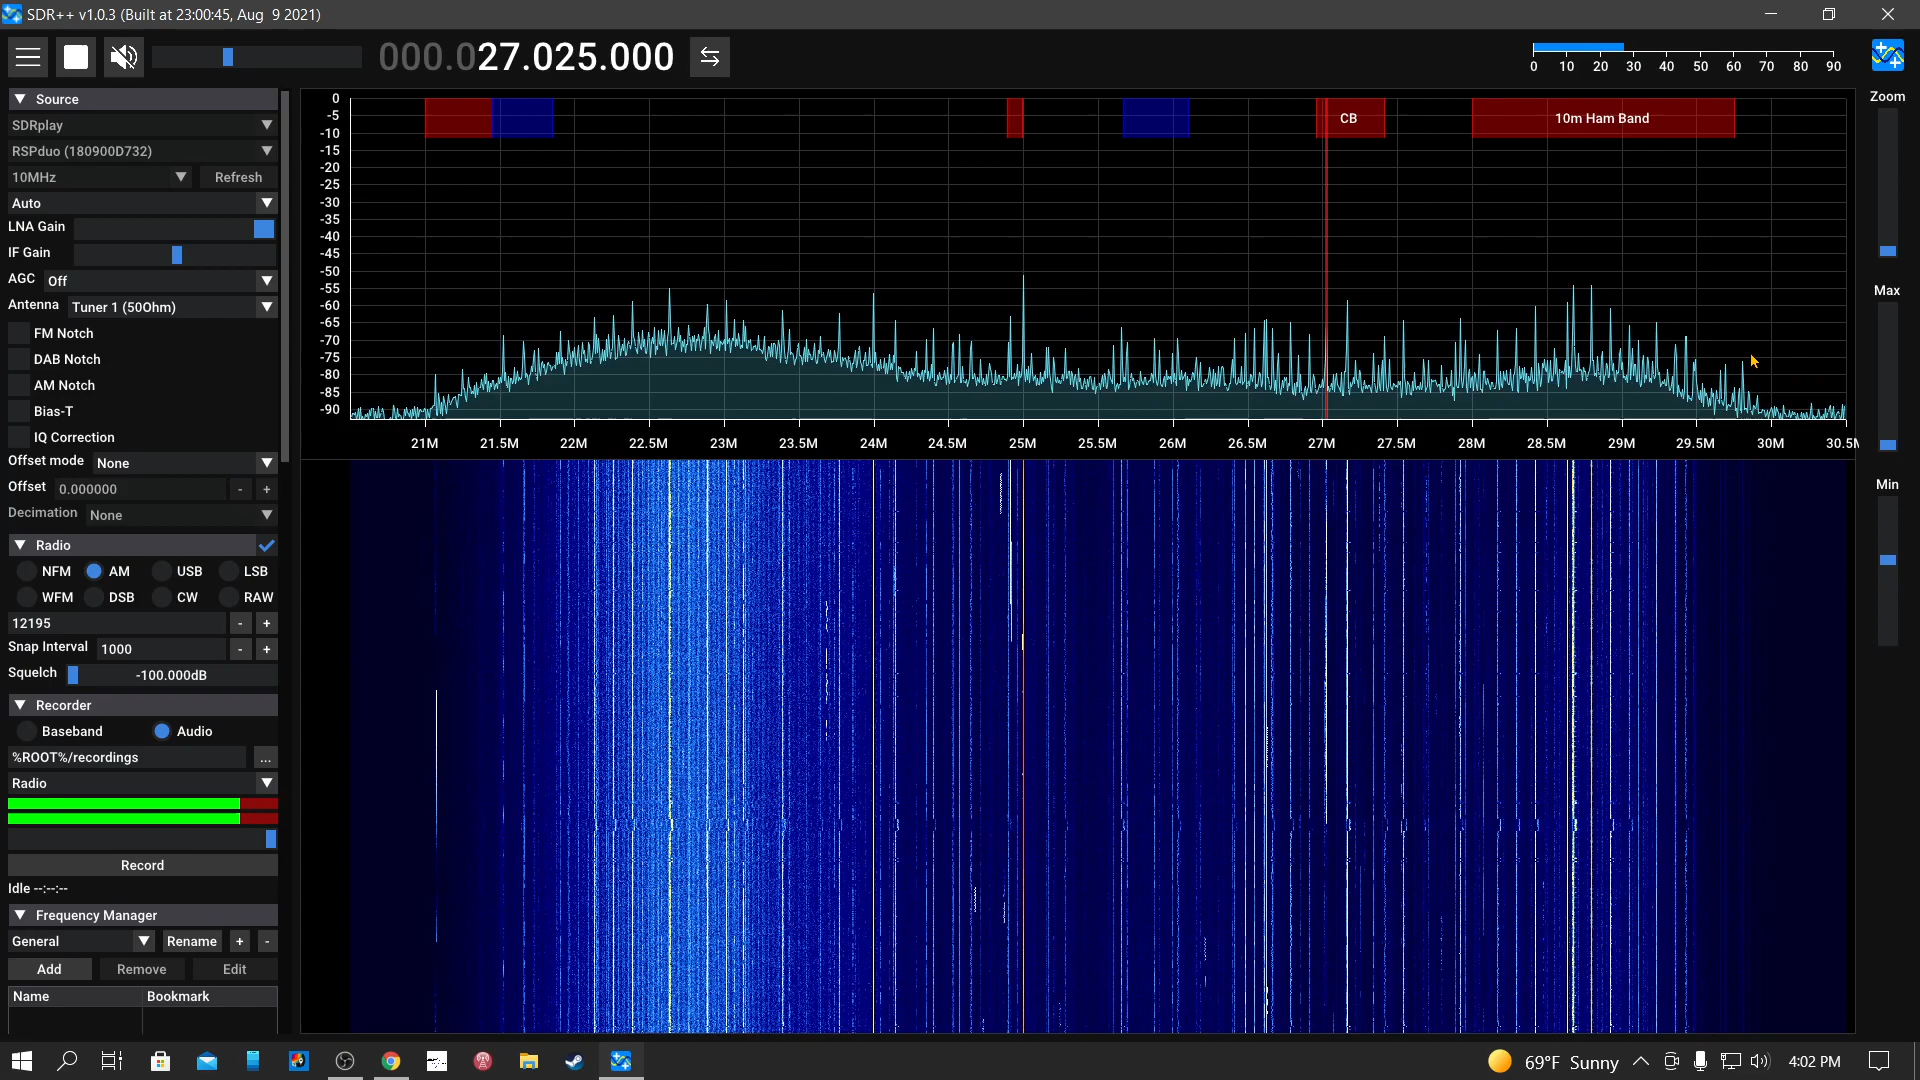 SDR++ v1.0.3 (Built at 23:00:45, Aug 9 2021)
000.027.025.000
0 10 20 30 40 50 60 70 80 90
Source
SDRplay
RSPduo (180900D732)
10MHz Refresh
Auto
LNA Gain
IF Gain
AGC Off
Antenna Tuner 1 (50Ohm)
FM Notch
DAB Notch
AM Notch
Bias-T
IQ Correction
Offset mode None
Offset 0.000000 - +
Decimation None
Radio
NFM AM USB LSB
WFM DSB CW RAW
12195 - +
Snap Interval 1000 - +
Squelch -100.000dB
Recorder
Baseband Audio
%ROOT%/recordings ...
Radio
Record
Idle --:--:--
Frequency Manager
General Rename + -
Add Remove Edit
Name Bookmark
0
-5
-10
-15
-20
-25
-30
-35
-40
-45
-50
-55
-60
-65
-70
-75
-80
-85
-90
CB
10m Ham Band
21M 21.5M 22M 22.5M 23M 23.5M 24M 24.5M 25M 25.5M 26M 26.5M 27M 27.5M 28M 28.5M 29M 29.5M 30M
Zoom
Max
Min
69°F Sunny
4:02 PM